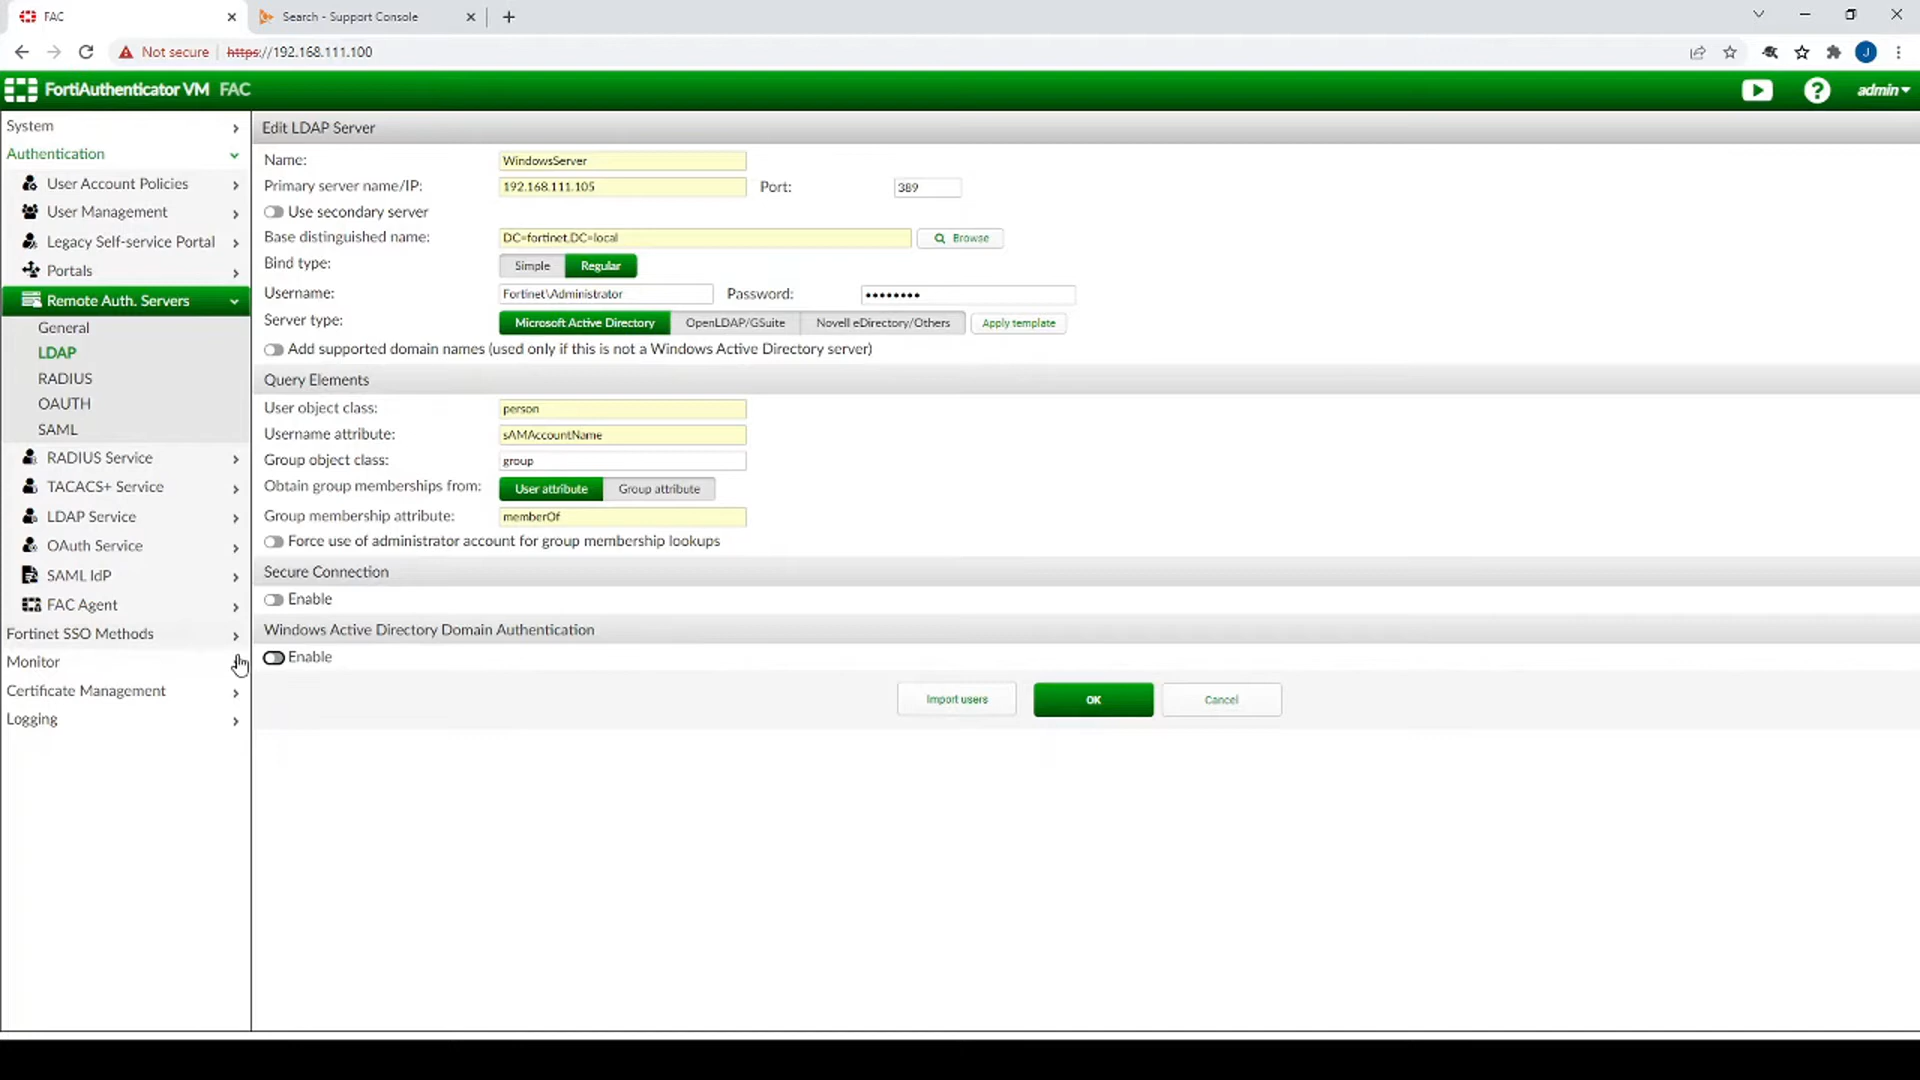 FAC
Search - Support Console
Not secure https://192.168.111.100
J
FortiAuthenticator VM FAC
admin
System
Authentication
User Account Policies
User Management
Legacy Self-service Portal
Portals
Remote Auth. Servers
General
LDAP
RADIUS
OAUTH
SAML
RADIUS Service
TACACS+ Service
LDAP Service
OAuth Service
SAML IdP
FAC Agent
Fortinet SSO Methods
Monitor
Certificate Management
Logging
Edit LDAP Server
Name: WindowsServer
Primary server name/IP: 192.168.111.105 Port: 389
Use secondary server
Base distinguished name: DC=fortinet,DC=local Browse
Bind type: Simple Regular
Username: Fortinet\Administrator Password: ••••••••
Server type: Microsoft Active Directory OpenLDAP/GSuite Novell eDirectory/Others Apply template
Add supported domain names (used only if this is not a Windows Active Directory server)
Query Elements
User object class: person
Username attribute: sAMAccountName
Group object class: group
Obtain group memberships from: User attribute Group attribute
Group membership attribute: memberOf
Force use of administrator account for group membership lookups
Secure Connection
Enable
Windows Active Directory Domain Authentication
Enable
Import users OK Cancel